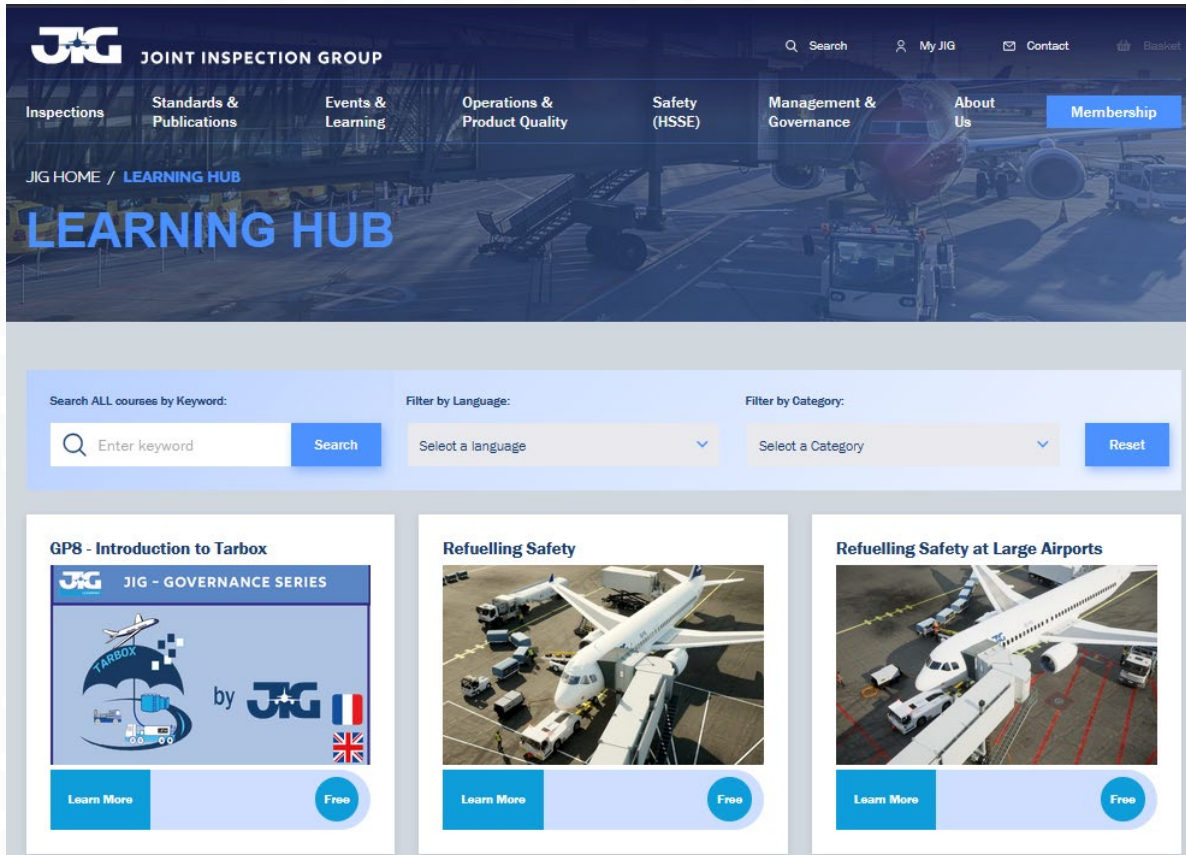 JIG JOINT INSPECTION GROUP
Search My JIG Contact Basket
Inspections
Standards & Publications
Events & Learning
Operations & Product Quality
Safety (HSSE)
Management & Governance
About Us
Membership
JIG HOME / LEARNING HUB
LEARNING HUB
Search ALL courses by Keyword:
Enter keyword
Search
Filter by Language:
Select a language
Filter by Category:
Select a Category
Reset
GP8 - Introduction to Tarbox
JIG JIG - GOVERNANCE SERIES
TARBOX
by JIG
Learn More
Free
Refuelling Safety
Learn More
Free
Refuelling Safety at Large Airports
Learn More
Free